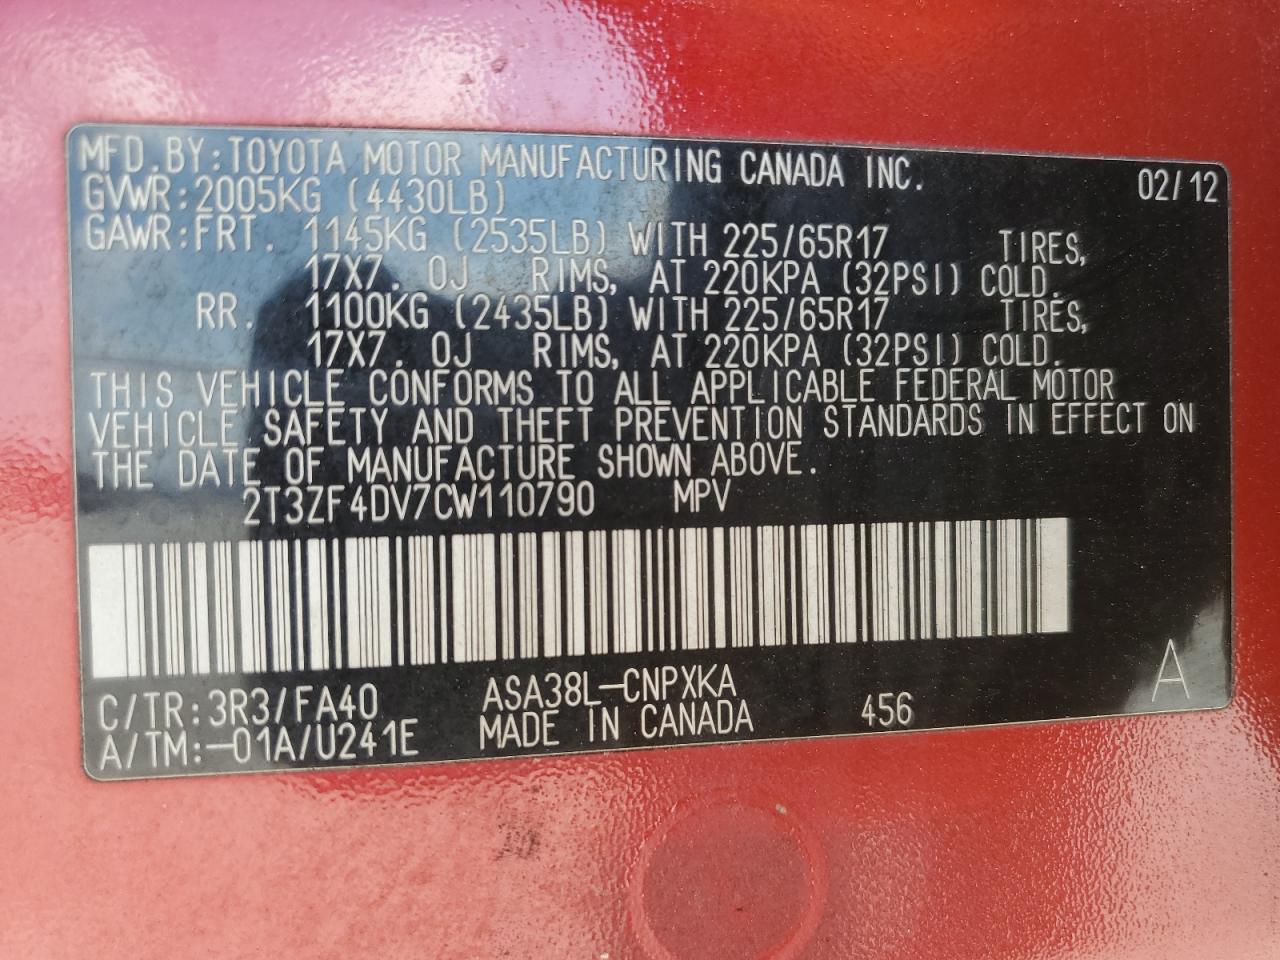 MFD.BY:TOYOTA MOTOR MANUFACTURING CANADA INC. 02/12
GVWR:2005KG (4430LB)
GAWR:FRT. 1145KG (2535LB) WITH 225/65R17 TIRES,
17X7. 0J RIMS, AT 220KPA (32PSI) COLD.
RR. 1100KG (2435LB) WITH 225/65R17 TIRES,
17X7. 0J RIMS, AT 220KPA (32PSI) COLD.
THIS VEHICLE CONFORMS TO ALL APPLICABLE FEDERAL MOTOR
VEHICLE SAFETY AND THEFT PREVENTION STANDARDS IN EFFECT ON
THE DATE OF MANUFACTURE SHOWN ABOVE.
2T3ZF4DV7CW110790 MPV
C/TR:3R3/FA40 ASA38L-CNPXKA
A/TM:-01A/U241E MADE IN CANADA 456 A